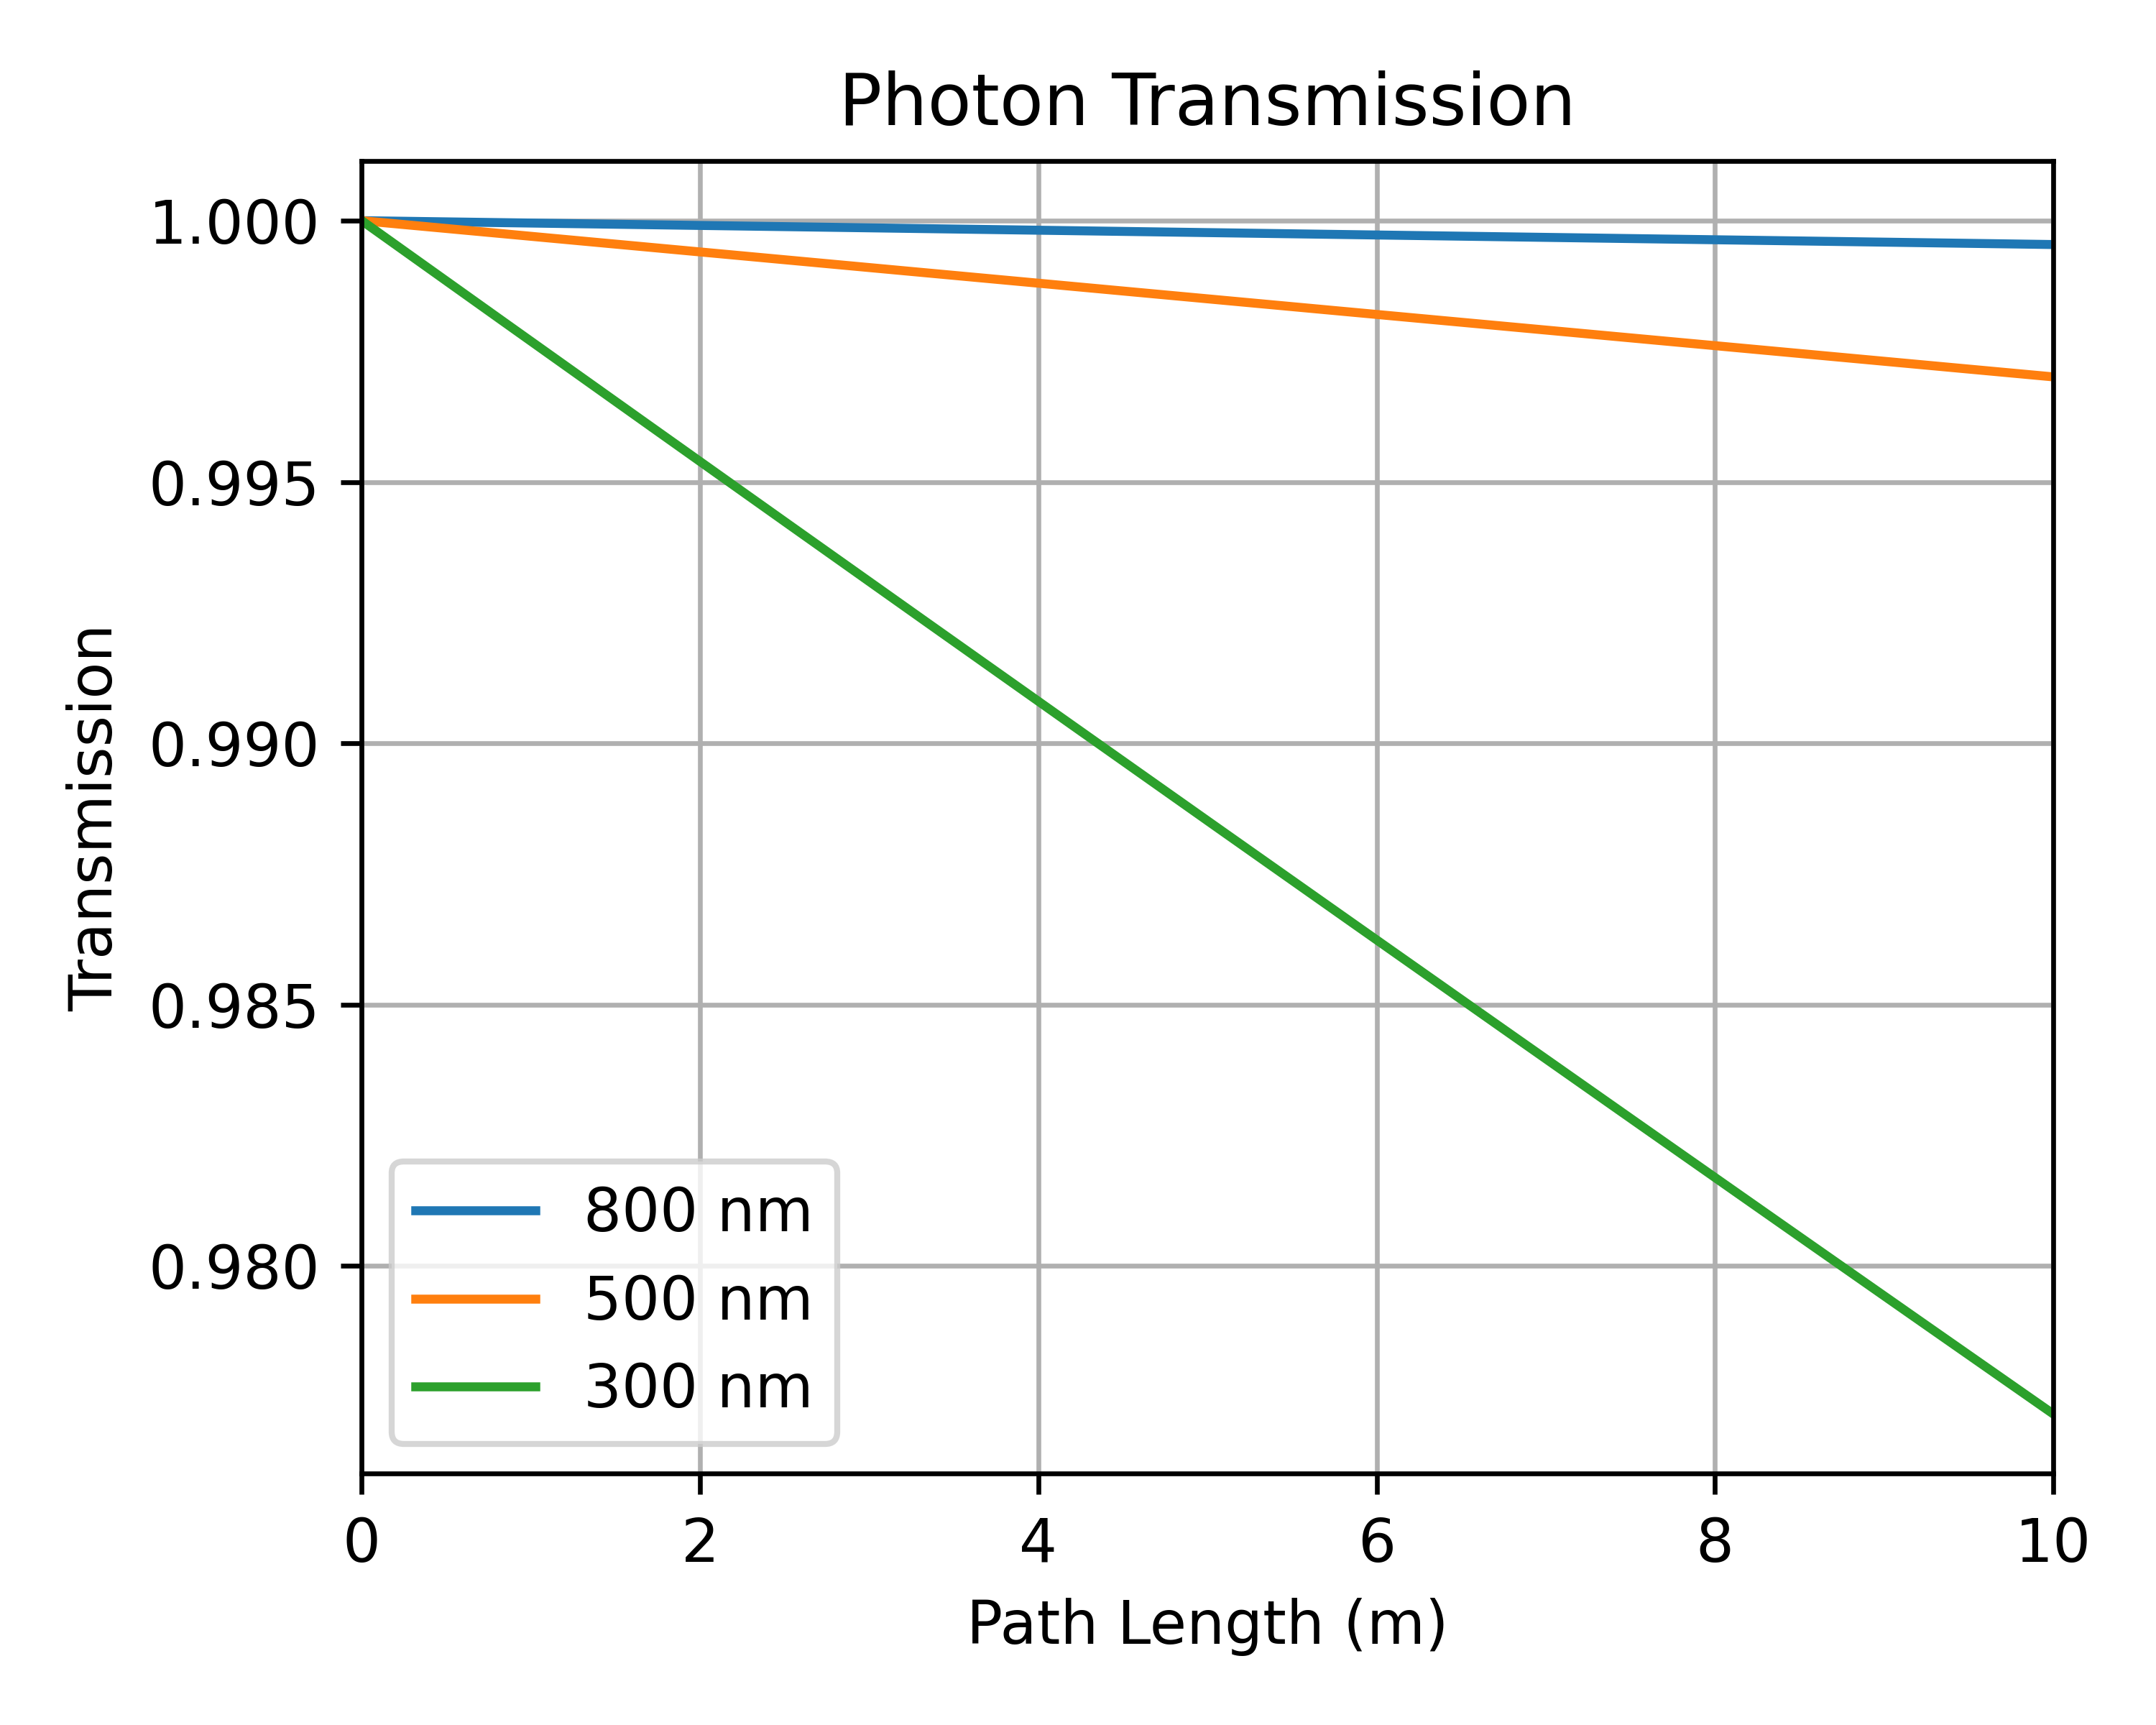 Photon Transmission
1.000
0.995
0.990
0.985
0.980
Transmission
800 nm
500 nm
300 nm
0 2 4 6 8 10
Path Length (m)